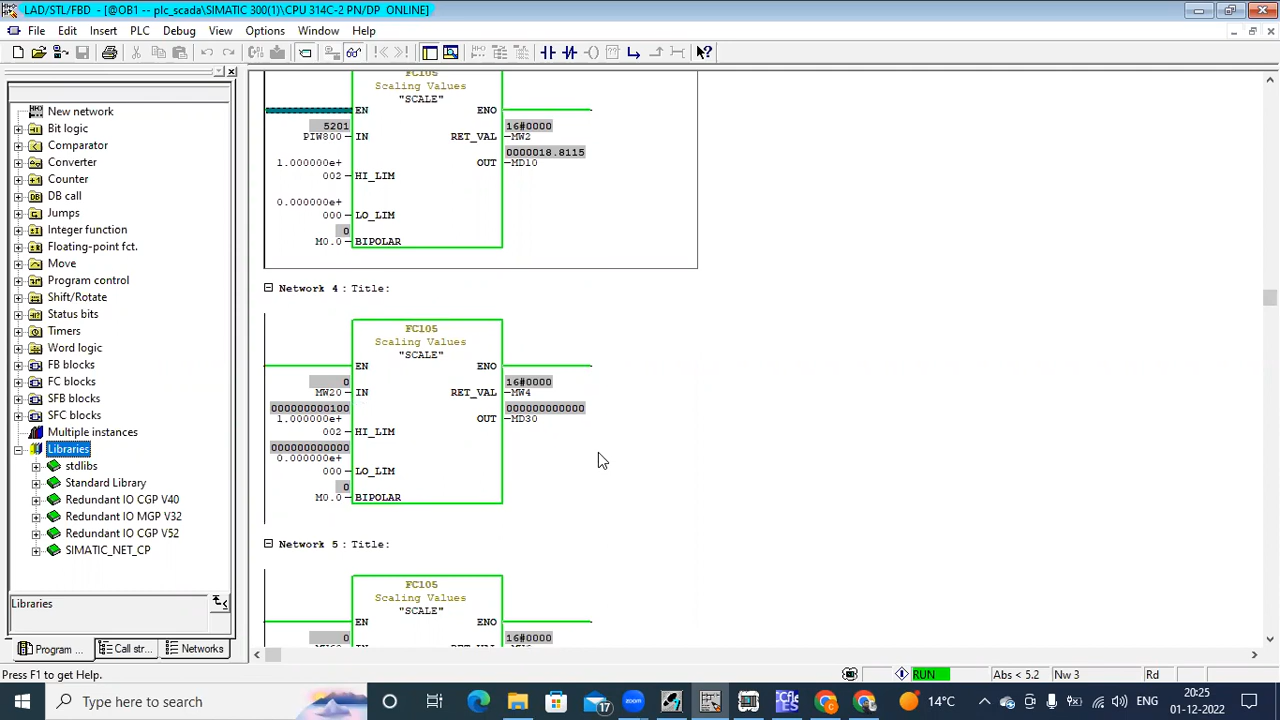 LAD/STL/FBD - [@OB1 -- plc_scada\SIMATIC 300(1)\CPU 314C-2 PN/DP ONLINE]
File Edit Insert PLC Debug View Options Window Help
New network
Bit logic
Comparator
Converter
Counter
DB call
Jumps
Integer function
Floating-point fct.
Move
Program control
Shift/Rotate
Status bits
Timers
Word logic
FB blocks
FC blocks
SFB blocks
SFC blocks
Multiple instances
Libraries
stdlibs
Standard Library
Redundant IO CGP V40
Redundant IO MGP V32
Redundant IO CGP V52
SIMATIC_NET_CP
Libraries
Program ... Call str... Networks
FC105
Scaling Values
"SCALE"
EN ENO
5201 16#0000
PIW800 IN RET_VAL MW2
1.000000e+ 0000018.8115
OUT MD10
002 HI_LIM
0.000000e+
000 LO_LIM
0
M0.0 BIPOLAR
Network 4 : Title:
FC105
Scaling Values
"SCALE"
EN ENO
0 16#0000
MW20 IN RET_VAL MW4
000000000100 000000000000
1.000000e+ OUT MD30
002 HI_LIM
000000000000
0.000000e+
000 LO_LIM
0
M0.0 BIPOLAR
Network 5 : Title:
FC105
Scaling Values
"SCALE"
EN ENO
0 16#0000
Press F1 to get Help. RUN Abs < 5.2 Nw 3 Rd
Type here to search
17
zoom
14°C
ENG
20:25
01-12-2022